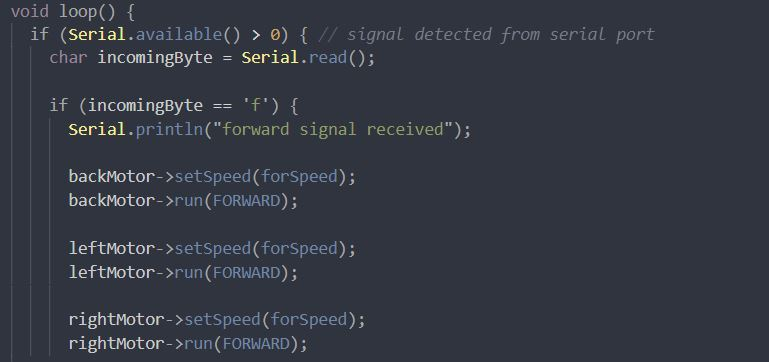 void loop() {
if (Serial.available() > 0) { // signal detected from serial port
char incomingByte = Serial.read();
if (incomingByte == 'f') {
Serial.println("forward signal received");
backMotor->setSpeed(forSpeed);
backMotor->run(FORWARD);
leftMotor->setSpeed(forSpeed);
leftMotor->run(FORWARD);
rightMotor->setSpeed(forSpeed);
rightMotor->run(FORWARD);